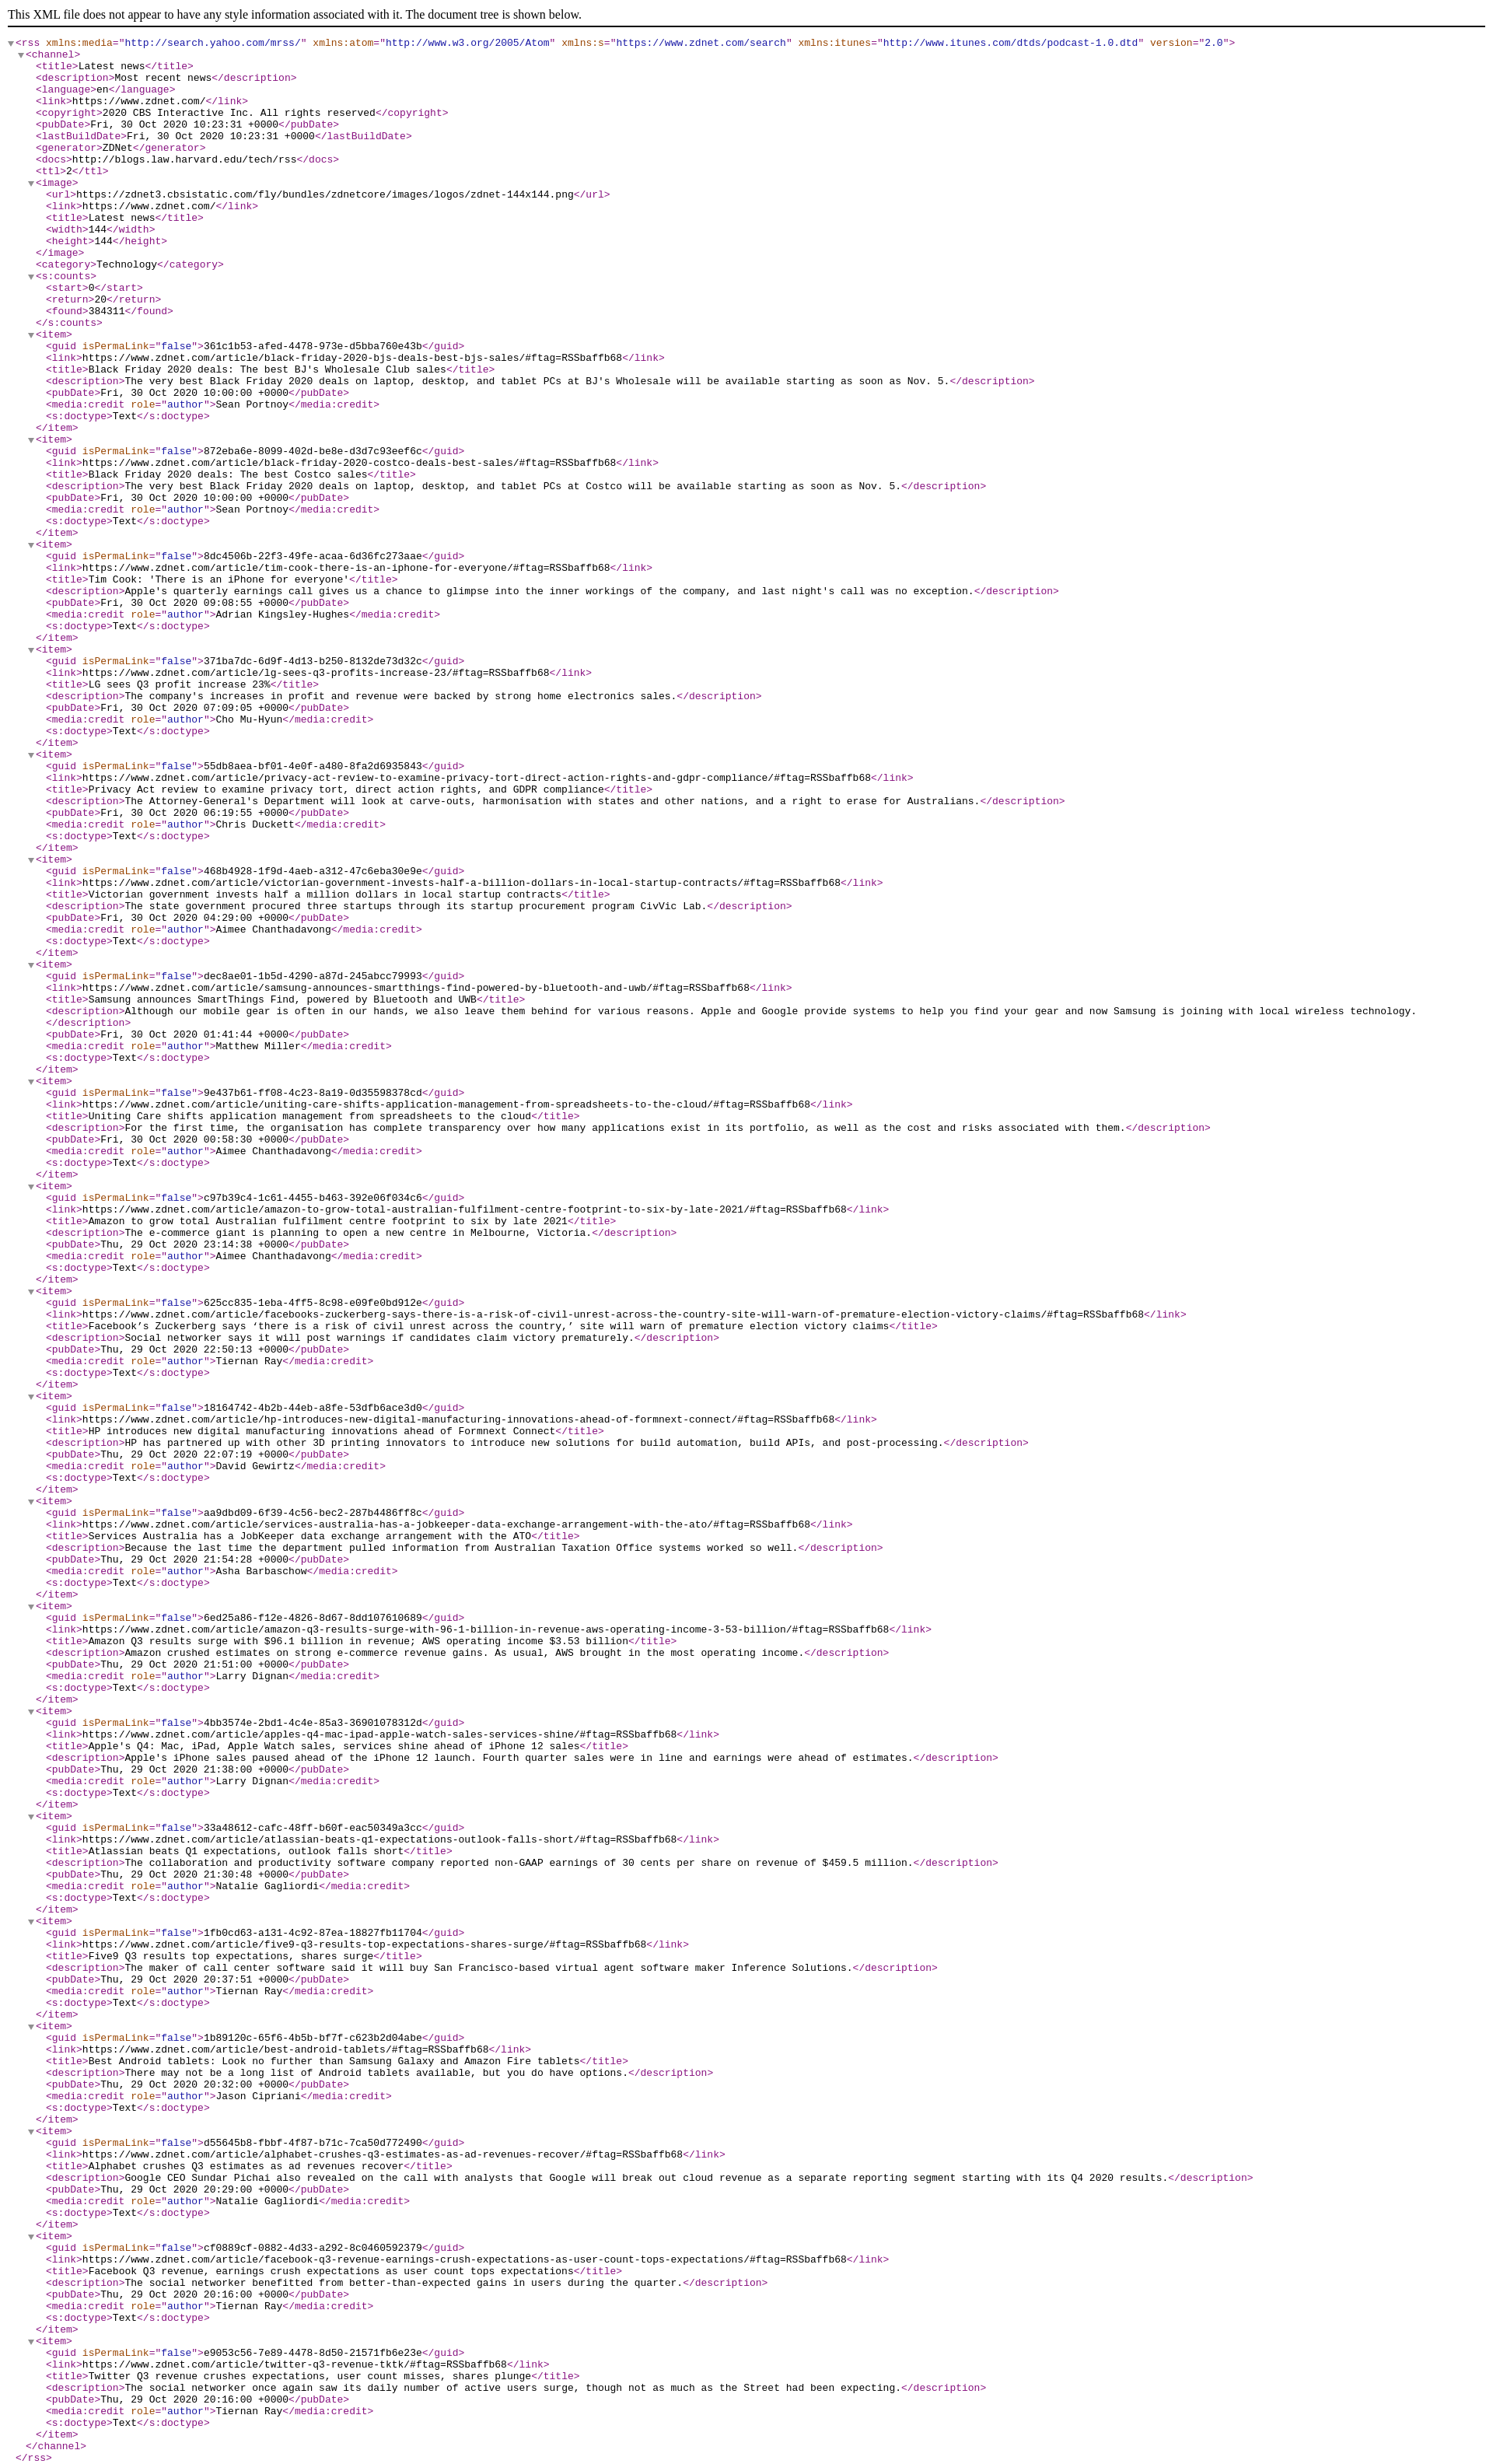 This XML file does not appear to have any style information associated with it. The document tree is shown below.
<rss xmlns:media="http://search.yahoo.com/mrss/" xmlns:atom="http://www.w3.org/2005/Atom" xmlns:s="https://www.zdnet.com/search" xmlns:itunes="http://www.itunes.com/dtds/podcast-1.0.dtd" version="2.0">
<channel>
<title>Latest news</title>
<description>Most recent news</description>
<language>en</language>
<link>https://www.zdnet.com/</link>
<copyright>2020 CBS Interactive Inc. All rights reserved</copyright>
<pubDate>Fri, 30 Oct 2020 10:23:31 +0000</pubDate>
<lastBuildDate>Fri, 30 Oct 2020 10:23:31 +0000</lastBuildDate>
<generator>ZDNet</generator>
<docs>http://blogs.law.harvard.edu/tech/rss</docs>
<ttl>2</ttl>
<image>
<url>https://zdnet3.cbsistatic.com/fly/bundles/zdnetcore/images/logos/zdnet-144x144.png</url>
<link>https://www.zdnet.com/</link>
<title>Latest news</title>
<width>144</width>
<height>144</height>
</image>
<category>Technology</category>
<s:counts>
<start>0</start>
<return>20</return>
<found>384311</found>
</s:counts>
<item>
<guid isPermaLink="false">361c1b53-afed-4478-973e-d5bba760e43b</guid>
<link>https://www.zdnet.com/article/black-friday-2020-bjs-deals-best-bjs-sales/#ftag=RSSbaffb68</link>
<title>Black Friday 2020 deals: The best BJ's Wholesale Club sales</title>
<description>The very best Black Friday 2020 deals on laptop, desktop, and tablet PCs at BJ's Wholesale will be available starting as soon as Nov. 5.</description>
<pubDate>Fri, 30 Oct 2020 10:00:00 +0000</pubDate>
<media:credit role="author">Sean Portnoy</media:credit>
<s:doctype>Text</s:doctype>
</item>
<item>
<guid isPermaLink="false">872eba6e-8099-402d-be8e-d3d7c93eef6c</guid>
<link>https://www.zdnet.com/article/black-friday-2020-costco-deals-best-sales/#ftag=RSSbaffb68</link>
<title>Black Friday 2020 deals: The best Costco sales</title>
<description>The very best Black Friday 2020 deals on laptop, desktop, and tablet PCs at Costco will be available starting as soon as Nov. 5.</description>
<pubDate>Fri, 30 Oct 2020 10:00:00 +0000</pubDate>
<media:credit role="author">Sean Portnoy</media:credit>
<s:doctype>Text</s:doctype>
</item>
<item>
<guid isPermaLink="false">8dc4506b-22f3-49fe-acaa-6d36fc273aae</guid>
<link>https://www.zdnet.com/article/tim-cook-there-is-an-iphone-for-everyone/#ftag=RSSbaffb68</link>
<title>Tim Cook: 'There is an iPhone for everyone'</title>
<description>Apple's quarterly earnings call gives us a chance to glimpse into the inner workings of the company, and last night's call was no exception.</description>
<pubDate>Fri, 30 Oct 2020 09:08:55 +0000</pubDate>
<media:credit role="author">Adrian Kingsley-Hughes</media:credit>
<s:doctype>Text</s:doctype>
</item>
<item>
<guid isPermaLink="false">371ba7dc-6d9f-4d13-b250-8132de73d32c</guid>
<link>https://www.zdnet.com/article/lg-sees-q3-profits-increase-23/#ftag=RSSbaffb68</link>
<title>LG sees Q3 profit increase 23%</title>
<description>The company's increases in profit and revenue were backed by strong home electronics sales.</description>
<pubDate>Fri, 30 Oct 2020 07:09:05 +0000</pubDate>
<media:credit role="author">Cho Mu-Hyun</media:credit>
<s:doctype>Text</s:doctype>
</item>
<item>
<guid isPermaLink="false">55db8aea-bf01-4e0f-a480-8fa2d6935843</guid>
<link>https://www.zdnet.com/article/privacy-act-review-to-examine-privacy-tort-direct-action-rights-and-gdpr-compliance/#ftag=RSSbaffb68</link>
<title>Privacy Act review to examine privacy tort, direct action rights, and GDPR compliance</title>
<description>The Attorney-General's Department will look at carve-outs, harmonisation with states and other nations, and a right to erase for Australians.</description>
<pubDate>Fri, 30 Oct 2020 06:19:55 +0000</pubDate>
<media:credit role="author">Chris Duckett</media:credit>
<s:doctype>Text</s:doctype>
</item>
<item>
<guid isPermaLink="false">468b4928-1f9d-4aeb-a312-47c6eba30e9e</guid>
<link>https://www.zdnet.com/article/victorian-government-invests-half-a-billion-dollars-in-local-startup-contracts/#ftag=RSSbaffb68</link>
<title>Victorian government invests half a million dollars in local startup contracts</title>
<description>The state government procured three startups through its startup procurement program CivVic Lab.</description>
<pubDate>Fri, 30 Oct 2020 04:29:00 +0000</pubDate>
<media:credit role="author">Aimee Chanthadavong</media:credit>
<s:doctype>Text</s:doctype>
</item>
<item>
<guid isPermaLink="false">dec8ae01-1b5d-4290-a87d-245abcc79993</guid>
<link>https://www.zdnet.com/article/samsung-announces-smartthings-find-powered-by-bluetooth-and-uwb/#ftag=RSSbaffb68</link>
<title>Samsung announces SmartThings Find, powered by Bluetooth and UWB</title>
<description>Although our mobile gear is often in our hands, we also leave them behind for various reasons. Apple and Google provide systems to help you find your gear and now Samsung is joining with local wireless technology.
</description>
<pubDate>Fri, 30 Oct 2020 01:41:44 +0000</pubDate>
<media:credit role="author">Matthew Miller</media:credit>
<s:doctype>Text</s:doctype>
</item>
<item>
<guid isPermaLink="false">9e437b61-ff08-4c23-8a19-0d35598378cd</guid>
<link>https://www.zdnet.com/article/uniting-care-shifts-application-management-from-spreadsheets-to-the-cloud/#ftag=RSSbaffb68</link>
<title>Uniting Care shifts application management from spreadsheets to the cloud</title>
<description>For the first time, the organisation has complete transparency over how many applications exist in its portfolio, as well as the cost and risks associated with them.</description>
<pubDate>Fri, 30 Oct 2020 00:58:30 +0000</pubDate>
<media:credit role="author">Aimee Chanthadavong</media:credit>
<s:doctype>Text</s:doctype>
</item>
<item>
<guid isPermaLink="false">c97b39c4-1c61-4455-b463-392e06f034c6</guid>
<link>https://www.zdnet.com/article/amazon-to-grow-total-australian-fulfilment-centre-footprint-to-six-by-late-2021/#ftag=RSSbaffb68</link>
<title>Amazon to grow total Australian fulfilment centre footprint to six by late 2021</title>
<description>The e-commerce giant is planning to open a new centre in Melbourne, Victoria.</description>
<pubDate>Thu, 29 Oct 2020 23:14:38 +0000</pubDate>
<media:credit role="author">Aimee Chanthadavong</media:credit>
<s:doctype>Text</s:doctype>
</item>
<item>
<guid isPermaLink="false">625cc835-1eba-4ff5-8c98-e09fe0bd912e</guid>
<link>https://www.zdnet.com/article/facebooks-zuckerberg-says-there-is-a-risk-of-civil-unrest-across-the-country-site-will-warn-of-premature-election-victory-claims/#ftag=RSSbaffb68</link>
<title>Facebook’s Zuckerberg says ‘there is a risk of civil unrest across the country,’ site will warn of premature election victory claims</title>
<description>Social networker says it will post warnings if candidates claim victory prematurely.</description>
<pubDate>Thu, 29 Oct 2020 22:50:13 +0000</pubDate>
<media:credit role="author">Tiernan Ray</media:credit>
<s:doctype>Text</s:doctype>
</item>
<item>
<guid isPermaLink="false">18164742-4b2b-44eb-a8fe-53dfb6ace3d0</guid>
<link>https://www.zdnet.com/article/hp-introduces-new-digital-manufacturing-innovations-ahead-of-formnext-connect/#ftag=RSSbaffb68</link>
<title>HP introduces new digital manufacturing innovations ahead of Formnext Connect</title>
<description>HP has partnered up with other 3D printing innovators to introduce new solutions for build automation, build APIs, and post-processing.</description>
<pubDate>Thu, 29 Oct 2020 22:07:19 +0000</pubDate>
<media:credit role="author">David Gewirtz</media:credit>
<s:doctype>Text</s:doctype>
</item>
<item>
<guid isPermaLink="false">aa9dbd09-6f39-4c56-bec2-287b4486ff8c</guid>
<link>https://www.zdnet.com/article/services-australia-has-a-jobkeeper-data-exchange-arrangement-with-the-ato/#ftag=RSSbaffb68</link>
<title>Services Australia has a JobKeeper data exchange arrangement with the ATO</title>
<description>Because the last time the department pulled information from Australian Taxation Office systems worked so well.</description>
<pubDate>Thu, 29 Oct 2020 21:54:28 +0000</pubDate>
<media:credit role="author">Asha Barbaschow</media:credit>
<s:doctype>Text</s:doctype>
</item>
<item>
<guid isPermaLink="false">6ed25a86-f12e-4826-8d67-8dd107610689</guid>
<link>https://www.zdnet.com/article/amazon-q3-results-surge-with-96-1-billion-in-revenue-aws-operating-income-3-53-billion/#ftag=RSSbaffb68</link>
<title>Amazon Q3 results surge with $96.1 billion in revenue; AWS operating income $3.53 billion</title>
<description>Amazon crushed estimates on strong e-commerce revenue gains. As usual, AWS brought in the most operating income.</description>
<pubDate>Thu, 29 Oct 2020 21:51:00 +0000</pubDate>
<media:credit role="author">Larry Dignan</media:credit>
<s:doctype>Text</s:doctype>
</item>
<item>
<guid isPermaLink="false">4bb3574e-2bd1-4c4e-85a3-36901078312d</guid>
<link>https://www.zdnet.com/article/apples-q4-mac-ipad-apple-watch-sales-services-shine/#ftag=RSSbaffb68</link>
<title>Apple's Q4: Mac, iPad, Apple Watch sales, services shine ahead of iPhone 12 sales</title>
<description>Apple's iPhone sales paused ahead of the iPhone 12 launch. Fourth quarter sales were in line and earnings were ahead of estimates.</description>
<pubDate>Thu, 29 Oct 2020 21:38:00 +0000</pubDate>
<media:credit role="author">Larry Dignan</media:credit>
<s:doctype>Text</s:doctype>
</item>
<item>
<guid isPermaLink="false">33a48612-cafc-48ff-b60f-eac50349a3cc</guid>
<link>https://www.zdnet.com/article/atlassian-beats-q1-expectations-outlook-falls-short/#ftag=RSSbaffb68</link>
<title>Atlassian beats Q1 expectations, outlook falls short</title>
<description>The collaboration and productivity software company reported non-GAAP earnings of 30 cents per share on revenue of $459.5 million.</description>
<pubDate>Thu, 29 Oct 2020 21:30:48 +0000</pubDate>
<media:credit role="author">Natalie Gagliordi</media:credit>
<s:doctype>Text</s:doctype>
</item>
<item>
<guid isPermaLink="false">1fb0cd63-a131-4c92-87ea-18827fb11704</guid>
<link>https://www.zdnet.com/article/five9-q3-results-top-expectations-shares-surge/#ftag=RSSbaffb68</link>
<title>Five9 Q3 results top expectations, shares surge</title>
<description>The maker of call center software said it will buy San Francisco-based virtual agent software maker Inference Solutions.</description>
<pubDate>Thu, 29 Oct 2020 20:37:51 +0000</pubDate>
<media:credit role="author">Tiernan Ray</media:credit>
<s:doctype>Text</s:doctype>
</item>
<item>
<guid isPermaLink="false">1b89120c-65f6-4b5b-bf7f-c623b2d04abe</guid>
<link>https://www.zdnet.com/article/best-android-tablets/#ftag=RSSbaffb68</link>
<title>Best Android tablets: Look no further than Samsung Galaxy and Amazon Fire tablets</title>
<description>There may not be a long list of Android tablets available, but you do have options.</description>
<pubDate>Thu, 29 Oct 2020 20:32:00 +0000</pubDate>
<media:credit role="author">Jason Cipriani</media:credit>
<s:doctype>Text</s:doctype>
</item>
<item>
<guid isPermaLink="false">d55645b8-fbbf-4f87-b71c-7ca50d772490</guid>
<link>https://www.zdnet.com/article/alphabet-crushes-q3-estimates-as-ad-revenues-recover/#ftag=RSSbaffb68</link>
<title>Alphabet crushes Q3 estimates as ad revenues recover</title>
<description>Google CEO Sundar Pichai also revealed on the call with analysts that Google will break out cloud revenue as a separate reporting segment starting with its Q4 2020 results.</description>
<pubDate>Thu, 29 Oct 2020 20:29:00 +0000</pubDate>
<media:credit role="author">Natalie Gagliordi</media:credit>
<s:doctype>Text</s:doctype>
</item>
<item>
<guid isPermaLink="false">cf0889cf-0882-4d33-a292-8c0460592379</guid>
<link>https://www.zdnet.com/article/facebook-q3-revenue-earnings-crush-expectations-as-user-count-tops-expectations/#ftag=RSSbaffb68</link>
<title>Facebook Q3 revenue, earnings crush expectations as user count tops expectations</title>
<description>The social networker benefitted from better-than-expected gains in users during the quarter.</description>
<pubDate>Thu, 29 Oct 2020 20:16:00 +0000</pubDate>
<media:credit role="author">Tiernan Ray</media:credit>
<s:doctype>Text</s:doctype>
</item>
<item>
<guid isPermaLink="false">e9053c56-7e89-4478-8d50-21571fb6e23e</guid>
<link>https://www.zdnet.com/article/twitter-q3-revenue-tktk/#ftag=RSSbaffb68</link>
<title>Twitter Q3 revenue crushes expectations, user count misses, shares plunge</title>
<description>The social networker once again saw its daily number of active users surge, though not as much as the Street had been expecting.</description>
<pubDate>Thu, 29 Oct 2020 20:16:00 +0000</pubDate>
<media:credit role="author">Tiernan Ray</media:credit>
<s:doctype>Text</s:doctype>
</item>
</channel>
</rss>